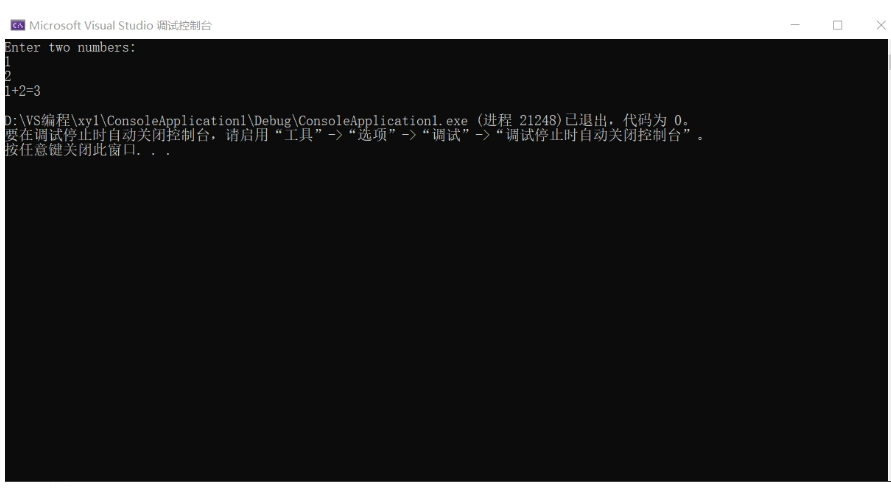 Microsoft Visual Studio 调试控制台
Enter two numbers:
1
2
1+2=3
D:\VS编程\xy1\ConsoleApplication1\Debug\ConsoleApplication1.exe (进程 21248)已退出，代码为 0。
要在调试停止时自动关闭控制台，请启用“工具”->“选项”->“调试”->“调试停止时自动关闭控制台”。
按任意键关闭此窗口. . .